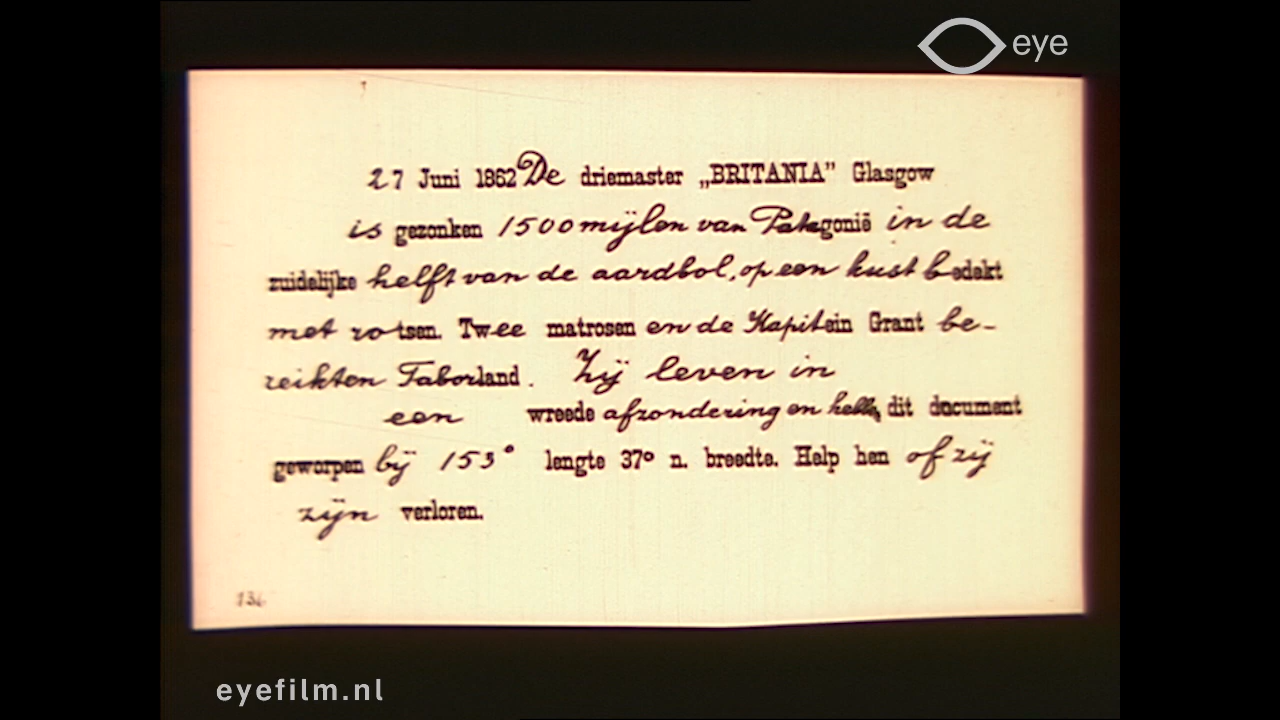 eye
27 Juni 1862 De driemaster „BRITANIA” Glasgow
is gezonken 1500 mijlen van Patagonië in de
zuidelijke helft van de aardbol, op een kust bedekt
met rotsen. Twee matrosen en de Kapitein Grant be-
reikten Taborland. Zij leven in
een wreede afzondering en hebben dit document
geworpen bij 153° lengte 37° n. breedte. Help hen of zij
zijn verloren.
eyefilm.nl